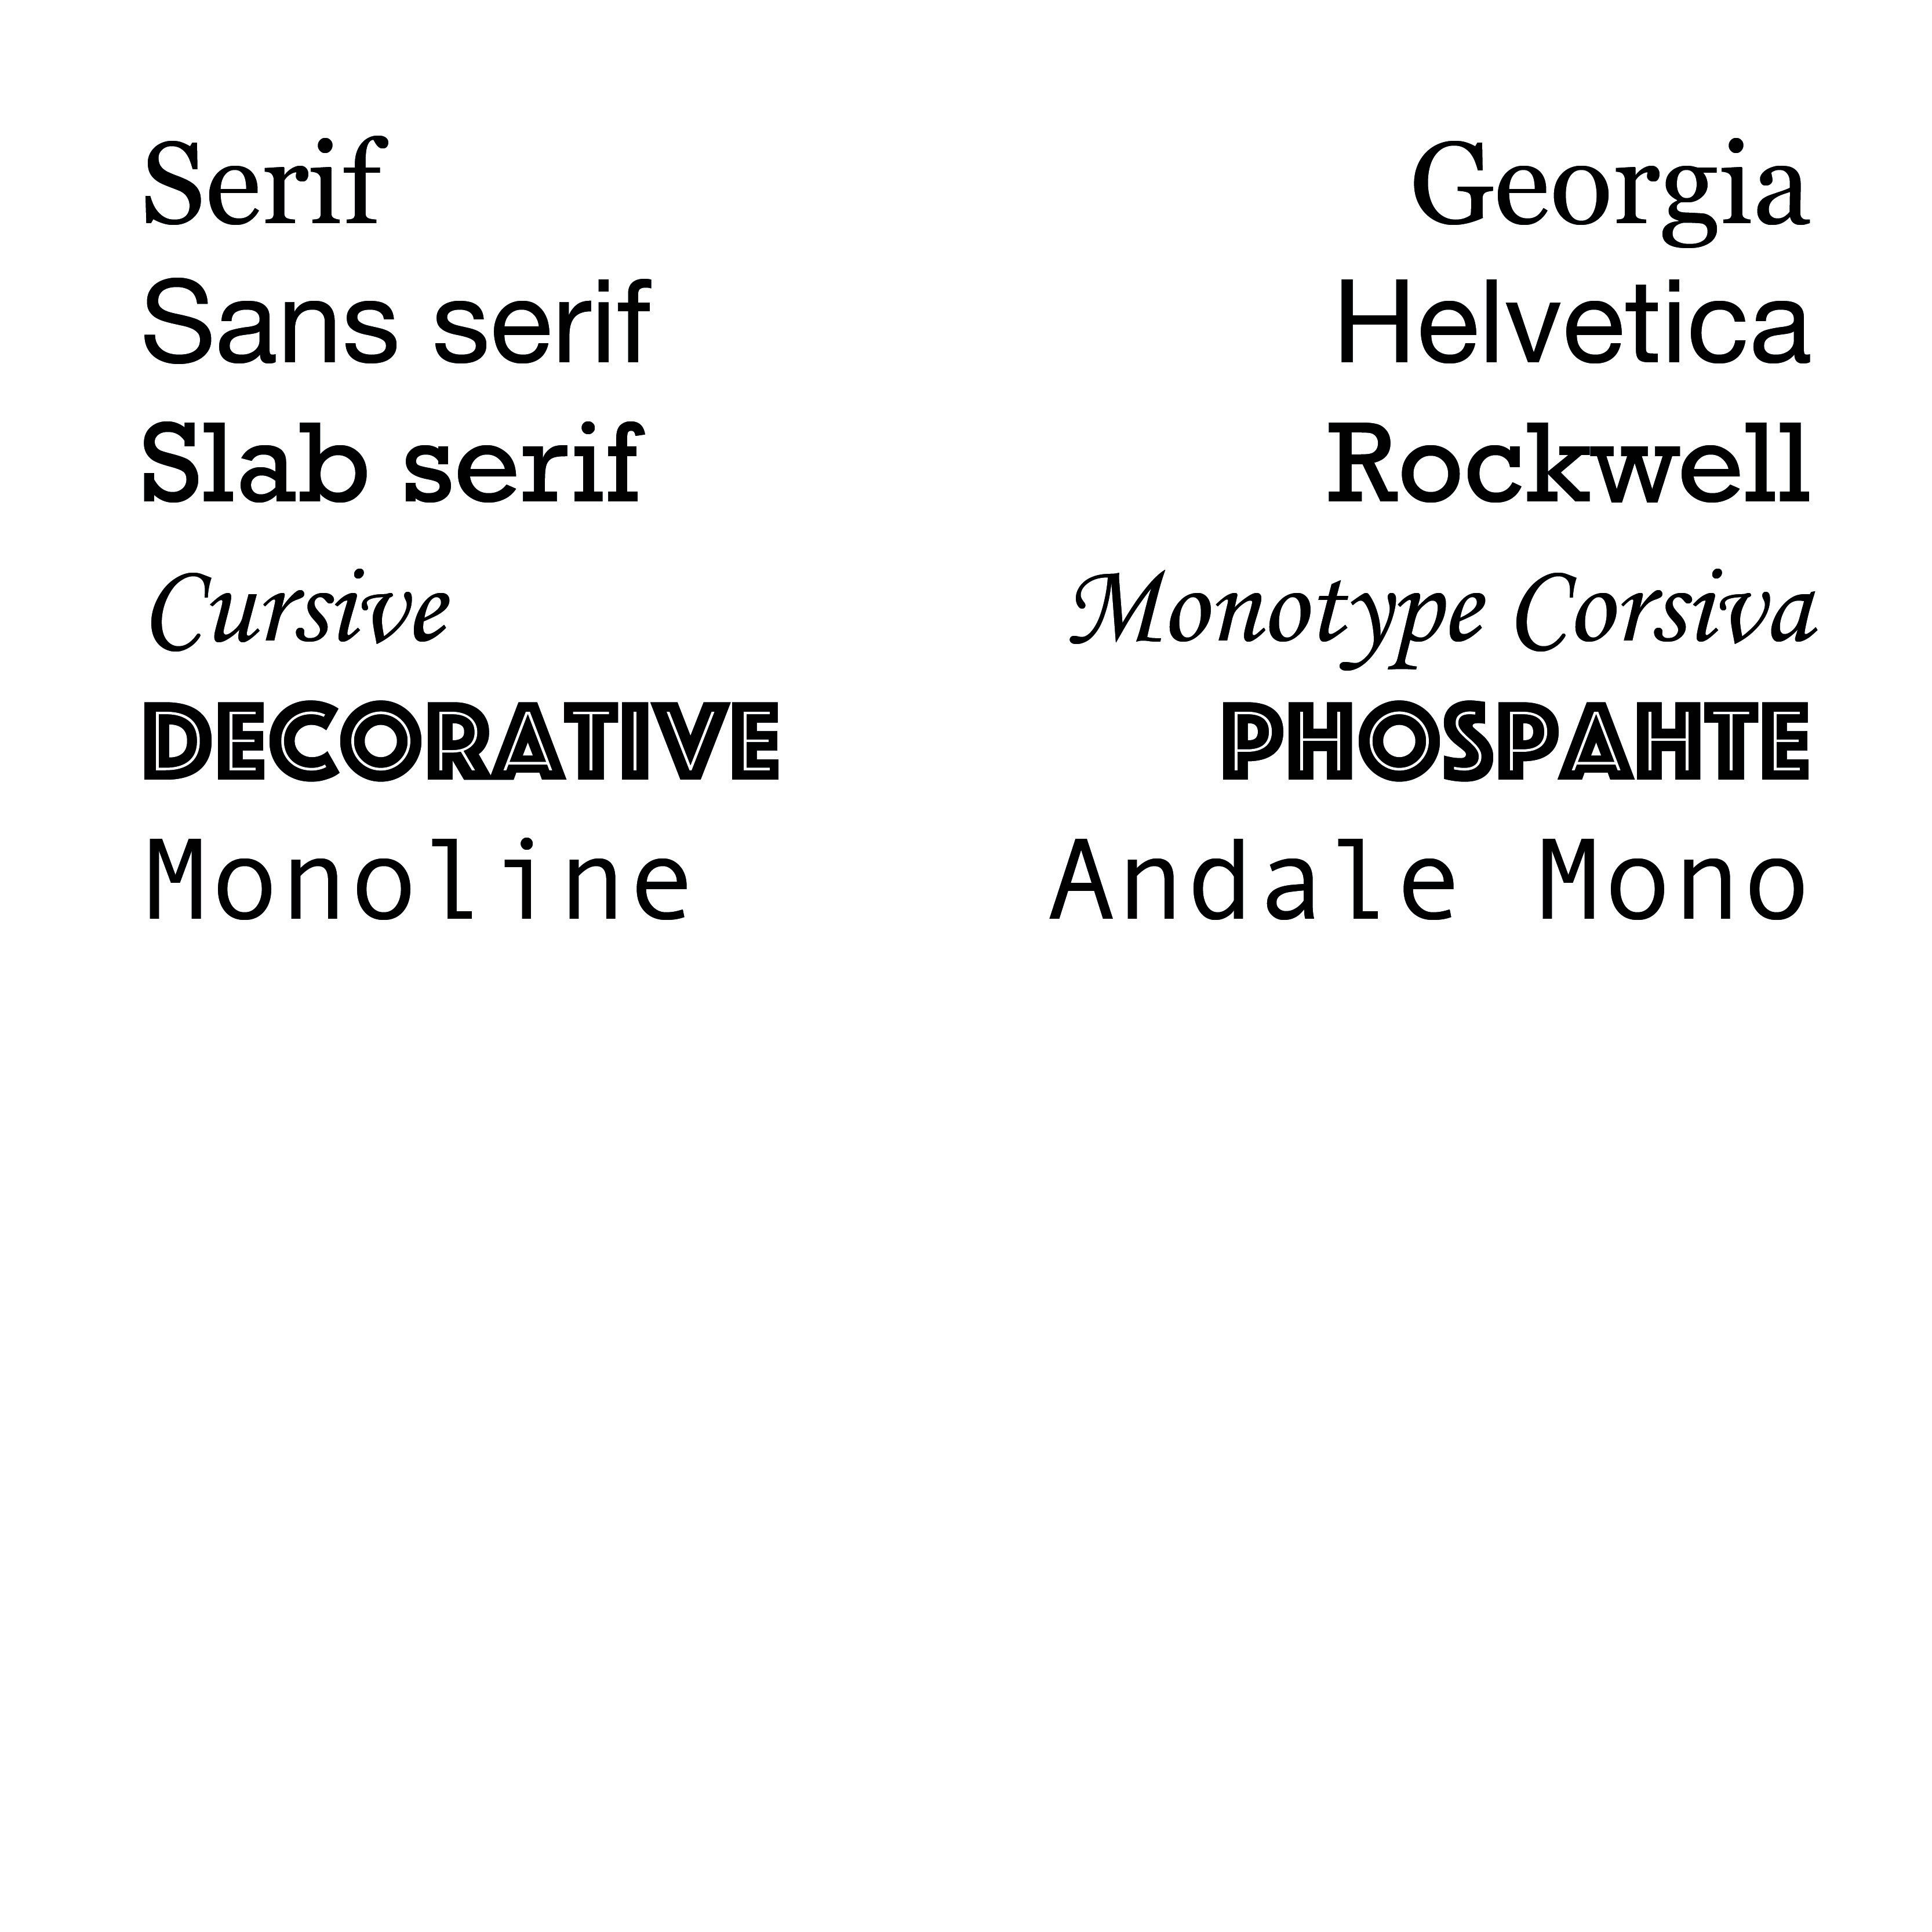 Serif Georgia
Sans serif Helvetica
Slab serif Rockwell
Cursive Monotype Corsiva
DECORATIVE PHOSPAHTE
Monoline Andale Mono